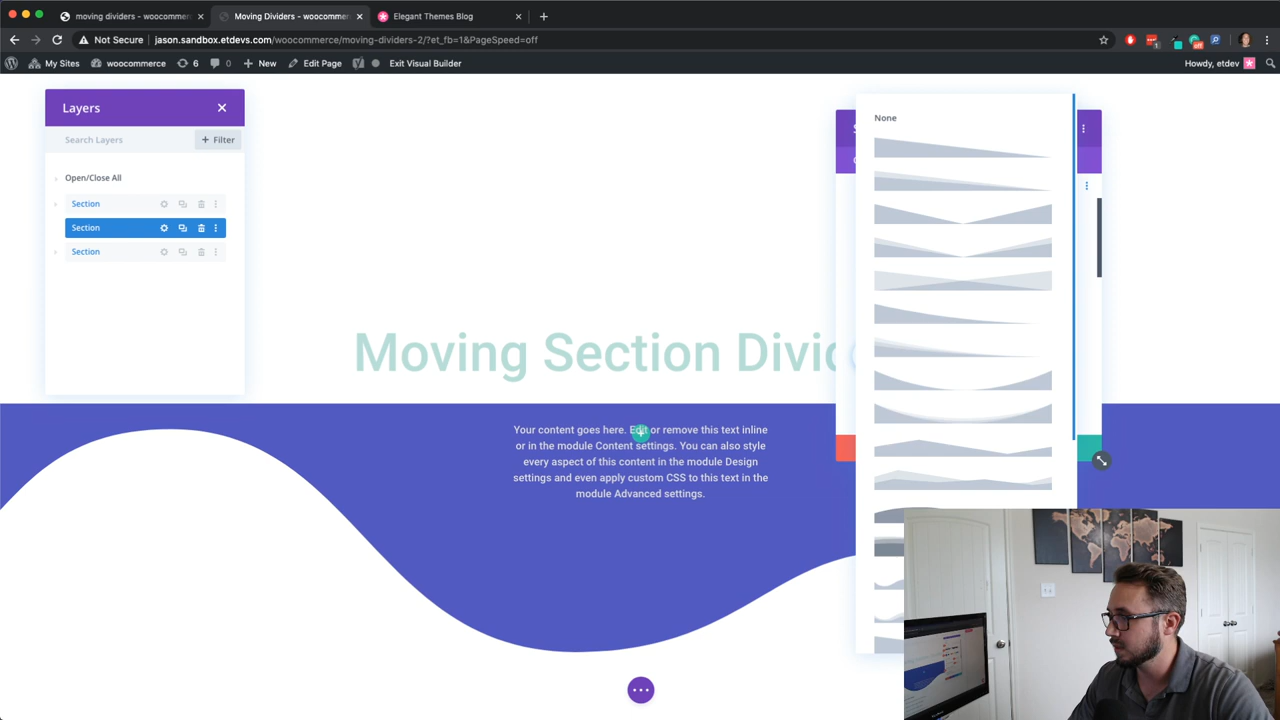 moving dividers – woocommerc
Moving Dividers – woocommer
Elegant Themes Blog
Not Secure
jason.sandbox.etdevs.com/woocommerce/moving-dividers-2/?et_fb=1&PageSpeed=off
My Sites
woocommerce
6
0
New
Edit Page
Exit Visual Builder
Howdy, etdev
Layers
Search Layers
+ Filter
Open/Close All
Section
Section
Section
None
Moving Section Divid
Your content goes here. Edit or remove this text inline
or in the module Content settings. You can also style
every aspect of this content in the module Design
settings and even apply custom CSS to this text in the
module Advanced settings.